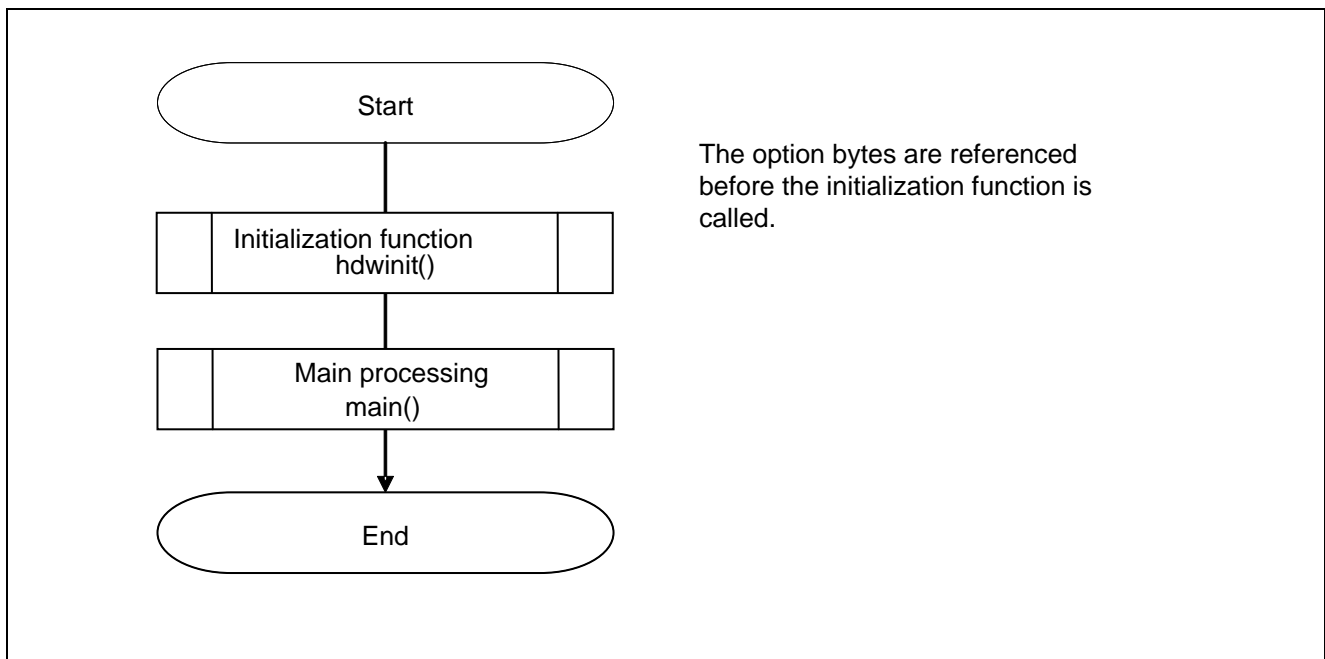 Start
The option bytes are referenced
before the initialization function is
called.
Initialization function
hdwinit()
Main processing
main()
End